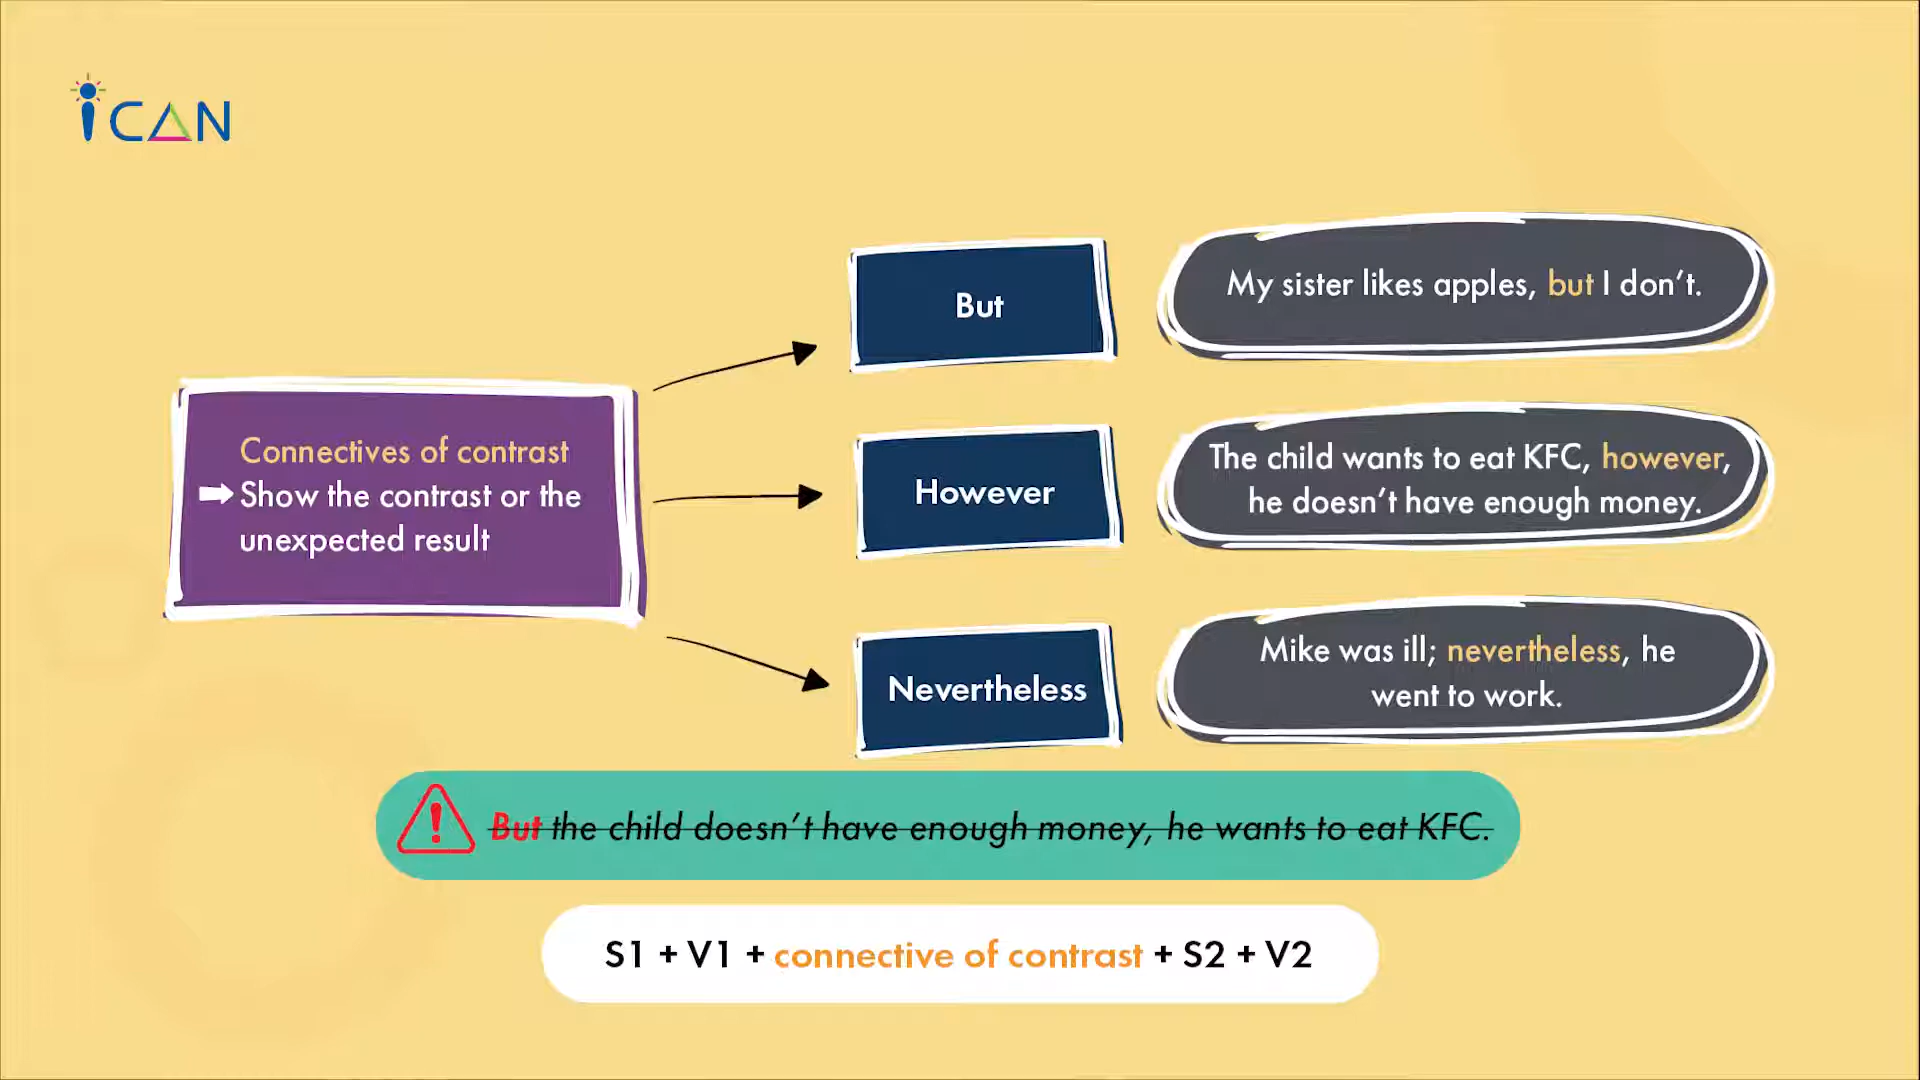 iCAN
Connectives of contrast
Show the contrast or the
unexpected result
But
My sister likes apples, but I don't.
However
The child wants to eat KFC, however,
he doesn't have enough money.
Nevertheless
Mike was ill; nevertheless, he
went to work.
But the child doesn't have enough money, he wants to eat KFC.
S1 + V1 + connective of contrast + S2 + V2